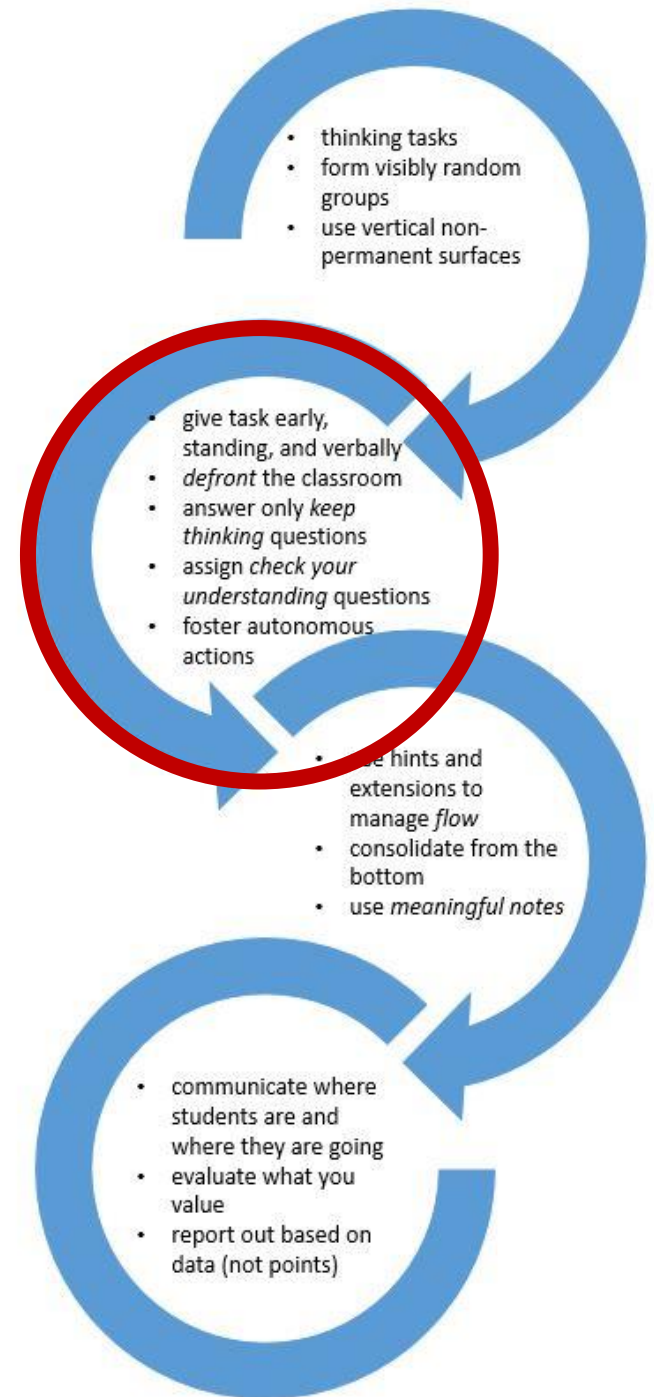 • thinking tasks
• form visibly random
groups
• use vertical non-
permanent surfaces
• give task early,
standing, and verbally
• defront the classroom
• answer only keep
thinking questions
• assign check your
understanding questions
• foster autonomous
actions
• hints and
extensions to
manage flow
• consolidate from the
bottom
• use meaningful notes
• communicate where
students are and
where they are going
• evaluate what you
value
• report out based on
data (not points)